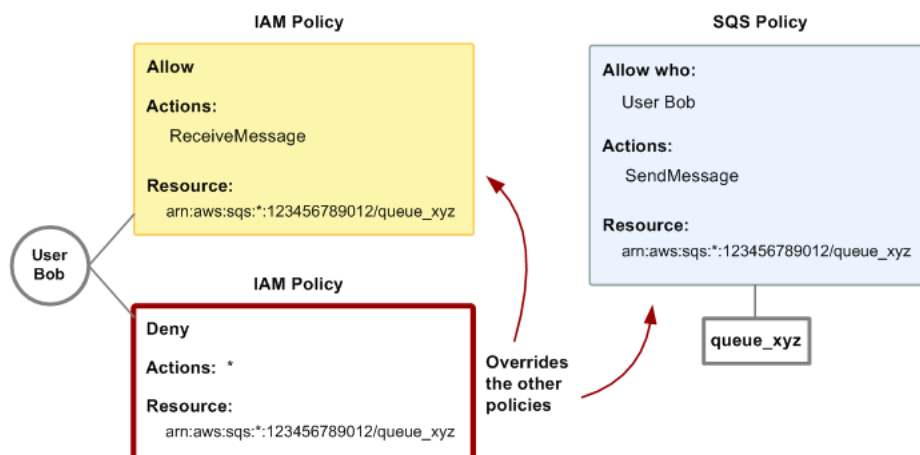 IAM Policy
Allow
Actions:
ReceiveMessage
Resource:
arn:aws:sqs:*:123456789012/queue_xyz
User
Bob
IAM Policy
Deny
Actions: *
Resource:
arn:aws:sqs:*:123456789012/queue_xyz
Overrides
the other
policies
SQS Policy
Allow who:
User Bob
Actions:
SendMessage
Resource:
arn:aws:sqs:*:123456789012/queue_xyz
queue_xyz